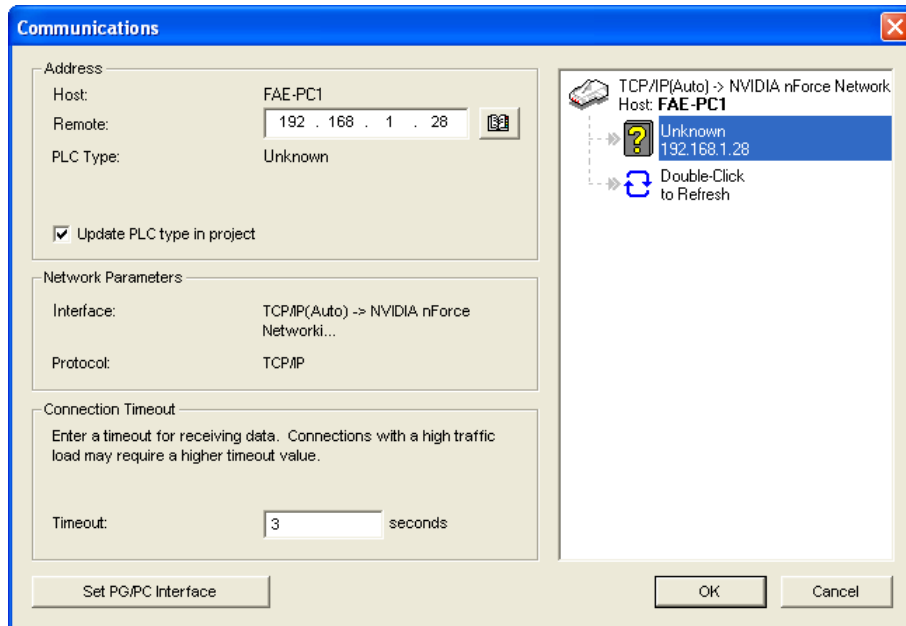 Communications
Address
Host: FAE-PC1
Remote: 192 . 168 . 1 . 28
PLC Type: Unknown
Update PLC type in project
Network Parameters
Interface: TCP/IP(Auto) -> NVIDIA nForce
Networki...
Protocol: TCP/IP
Connection Timeout
Enter a timeout for receiving data. Connections with a high traffic
load may require a higher timeout value.
Timeout: 3 seconds
Set PG/PC Interface
TCP/IP(Auto) -> NVIDIA nForce Network
Host: FAE-PC1
Unknown
192.168.1.28
Double-Click
to Refresh
OK
Cancel